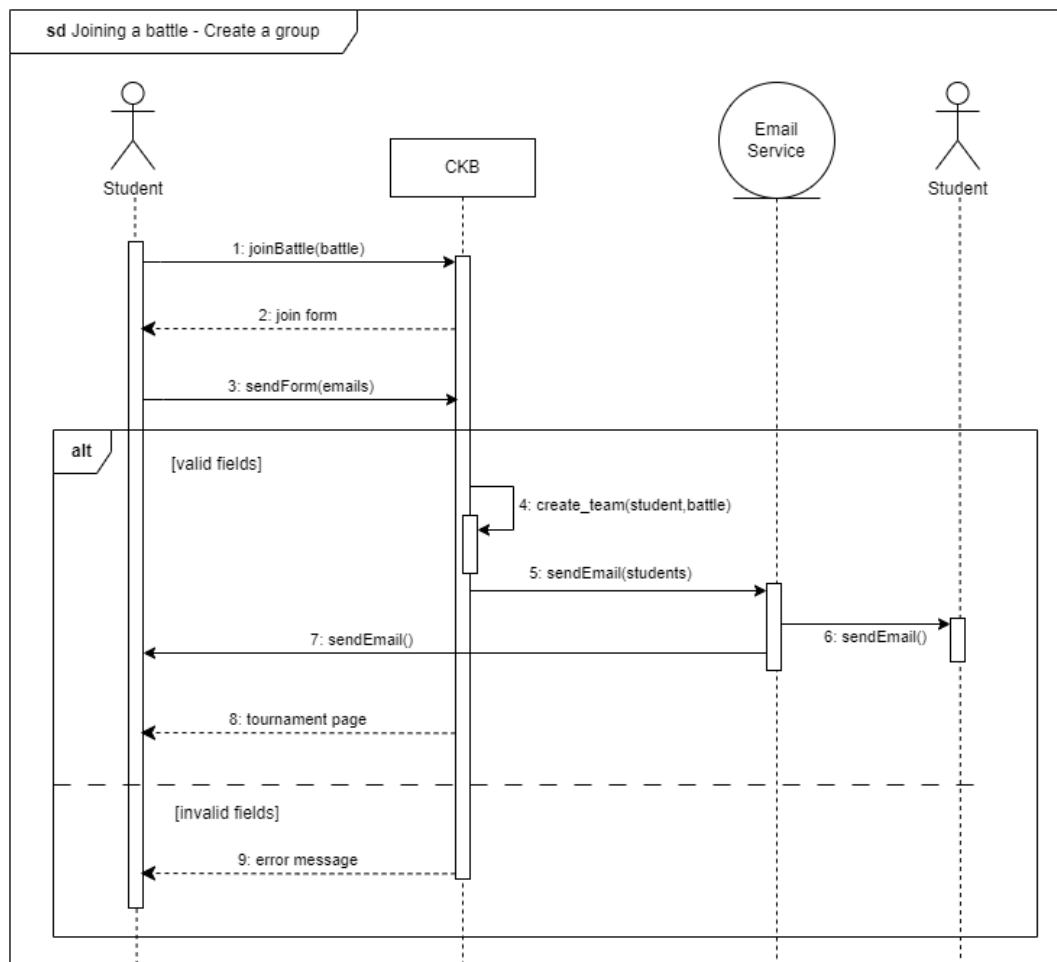 sd Joining a battle - Create a group
Student
CKB
Email
Service
Student
1: joinBattle(battle)
2: join form
3: sendForm(emails)
alt
[valid fields]
4: create_team(student,battle)
5: sendEmail(students)
6: sendEmail()
7: sendEmail()
8: tournament page
[invalid fields]
9: error message